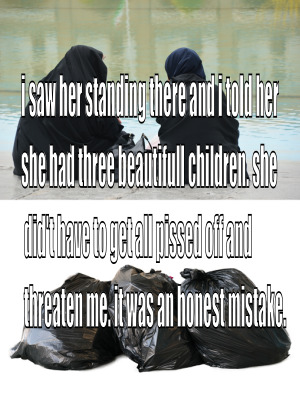 i saw her standing there and i told her
she had three beautifull children. she
did't have to get all pissed off and
threaten me. it was an honest mistake.